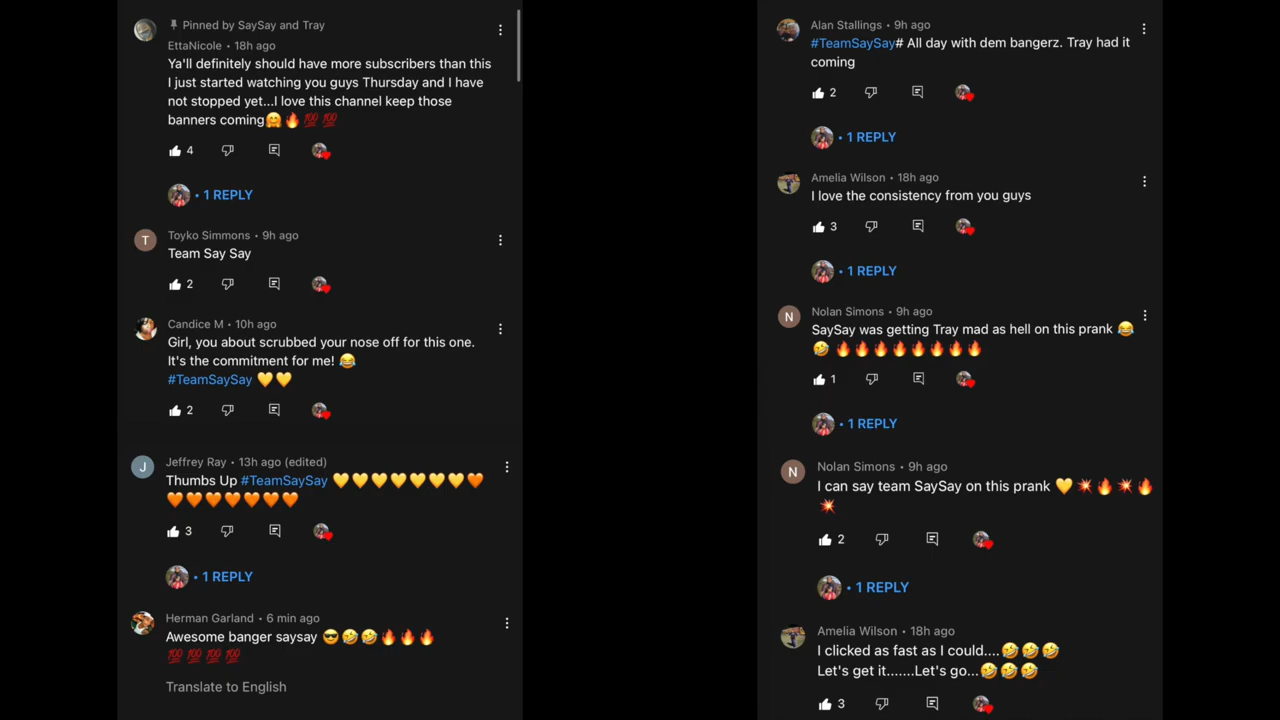 Pinned by SaySay and Tray
EttaNicole • 18h ago
Ya'll definitely should have more subscribers than this
I just started watching you guys Thursday and I have
not stopped yet...I love this channel keep those
banners coming🤗🔥💯💯
4
• 1 REPLY
T
Toyko Simmons • 9h ago
Team Say Say
2
Candice M • 10h ago
Girl, you about scrubbed your nose off for this one.
It's the commitment for me! 😂
#TeamSaySay 💛💛
2
J
Jeffrey Ray • 13h ago (edited)
Thumbs Up #TeamSaySay 💛💛💛💛💛💛💛🧡
🧡🧡🧡🧡🧡🧡🧡
3
• 1 REPLY
Herman Garland • 6 min ago
Awesome banger saysay 😎🤣🤣🔥🔥🔥
💯💯💯💯
Translate to English
Alan Stallings • 9h ago
#TeamSaySay# All day with dem bangerz. Tray had it
coming
2
• 1 REPLY
Amelia Wilson • 18h ago
I love the consistency from you guys
3
• 1 REPLY
N
Nolan Simons • 9h ago
SaySay was getting Tray mad as hell on this prank 😂
🤣🔥🔥🔥🔥🔥🔥🔥🔥
1
• 1 REPLY
N
Nolan Simons • 9h ago
I can say team SaySay on this prank 💛💥🔥💥🔥
💥
2
• 1 REPLY
Amelia Wilson • 18h ago
I clicked as fast as I could....🤣🤣🤣
Let's get it.......Let's go...🤣🤣🤣
3